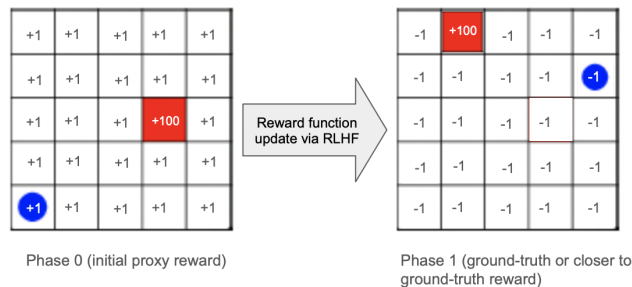 +1 +1 +1 +1 +1
+1 +1 +1 +1 +1
+1 +1 +1 +100 +1
+1 +1 +1 +1 +1
+1 +1 +1 +1 +1
Phase 0 (initial proxy reward)
Reward function
update via RLHF
-1 +100 -1 -1 -1
-1 -1 -1 -1 -1
-1 -1 -1 -1 -1
-1 -1 -1 -1 -1
-1 -1 -1 -1 -1
Phase 1 (ground-truth or closer to
ground-truth reward)